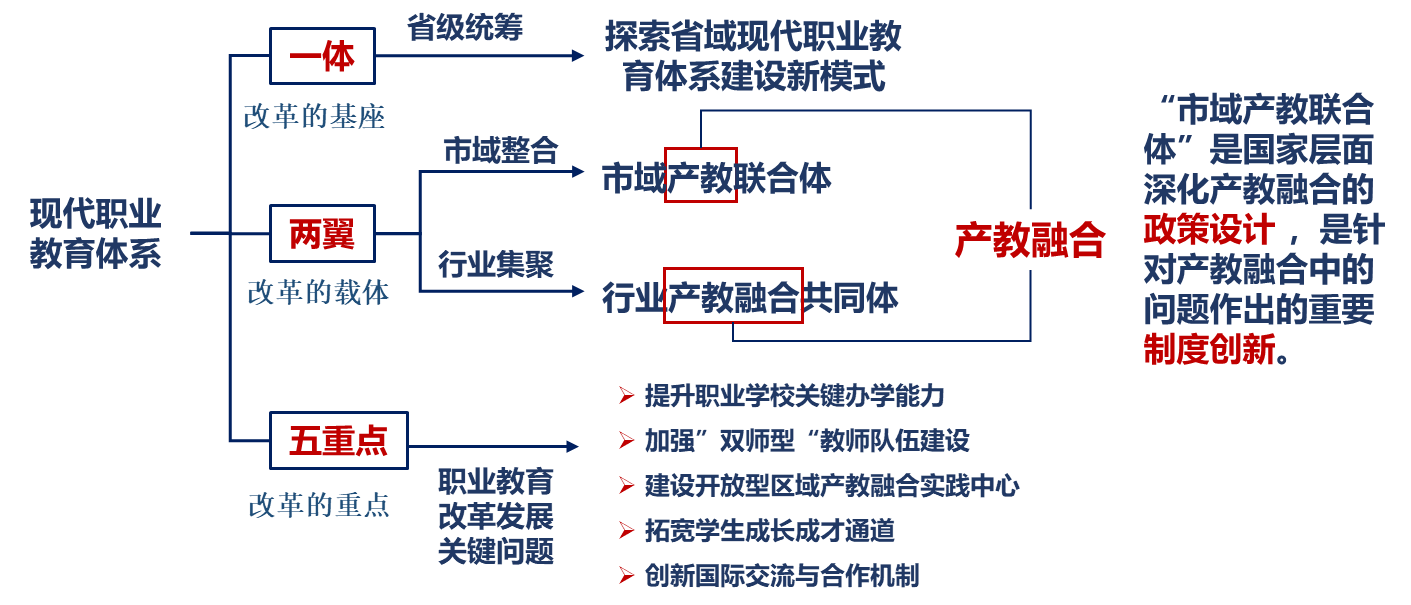 现代职业
教育体系
一体
改革的基座
省级统筹
探索省域现代职业教
育体系建设新模式
两翼
改革的载体
市域整合
市域产教联合体
行业集聚
行业产教融合共同体
产教融合
五重点
改革的重点
职业教育
改革发展
关键问题
提升职业学校关键办学能力
加强”双师型“教师队伍建设
建设开放型区域产教融合实践中心
拓宽学生成长成才通道
创新国际交流与合作机制
“市域产教联合
体”是国家层面
深化产教融合的
政策设计，是针
对产教融合中的
问题作出的重要
制度创新。